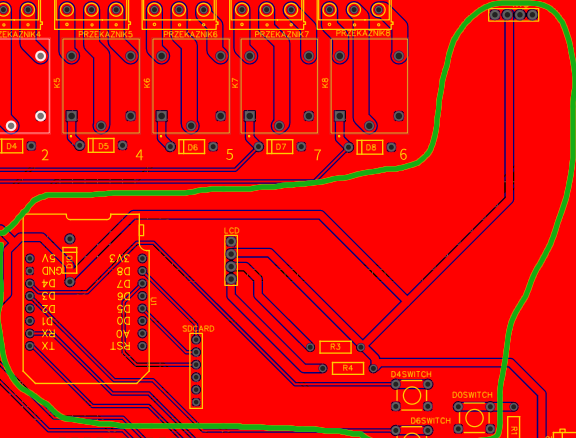 PRZEKAZNIK5
PRZEKAZNIK6
PRZEKAZNIK7
PRZEKAZNIK8
K5
K6
K7
K8
D4
2
D5
4
D6
5
D7
7
D8
6
LCD
5V
GND
D4
D3
D2
D1
RX
TX
3V3
D8
D7
D6
D5
D0
A0
RST
U1
SDCARD
R3
R4
D4SWITCH
D0SWITCH
D6SWITCH
R1